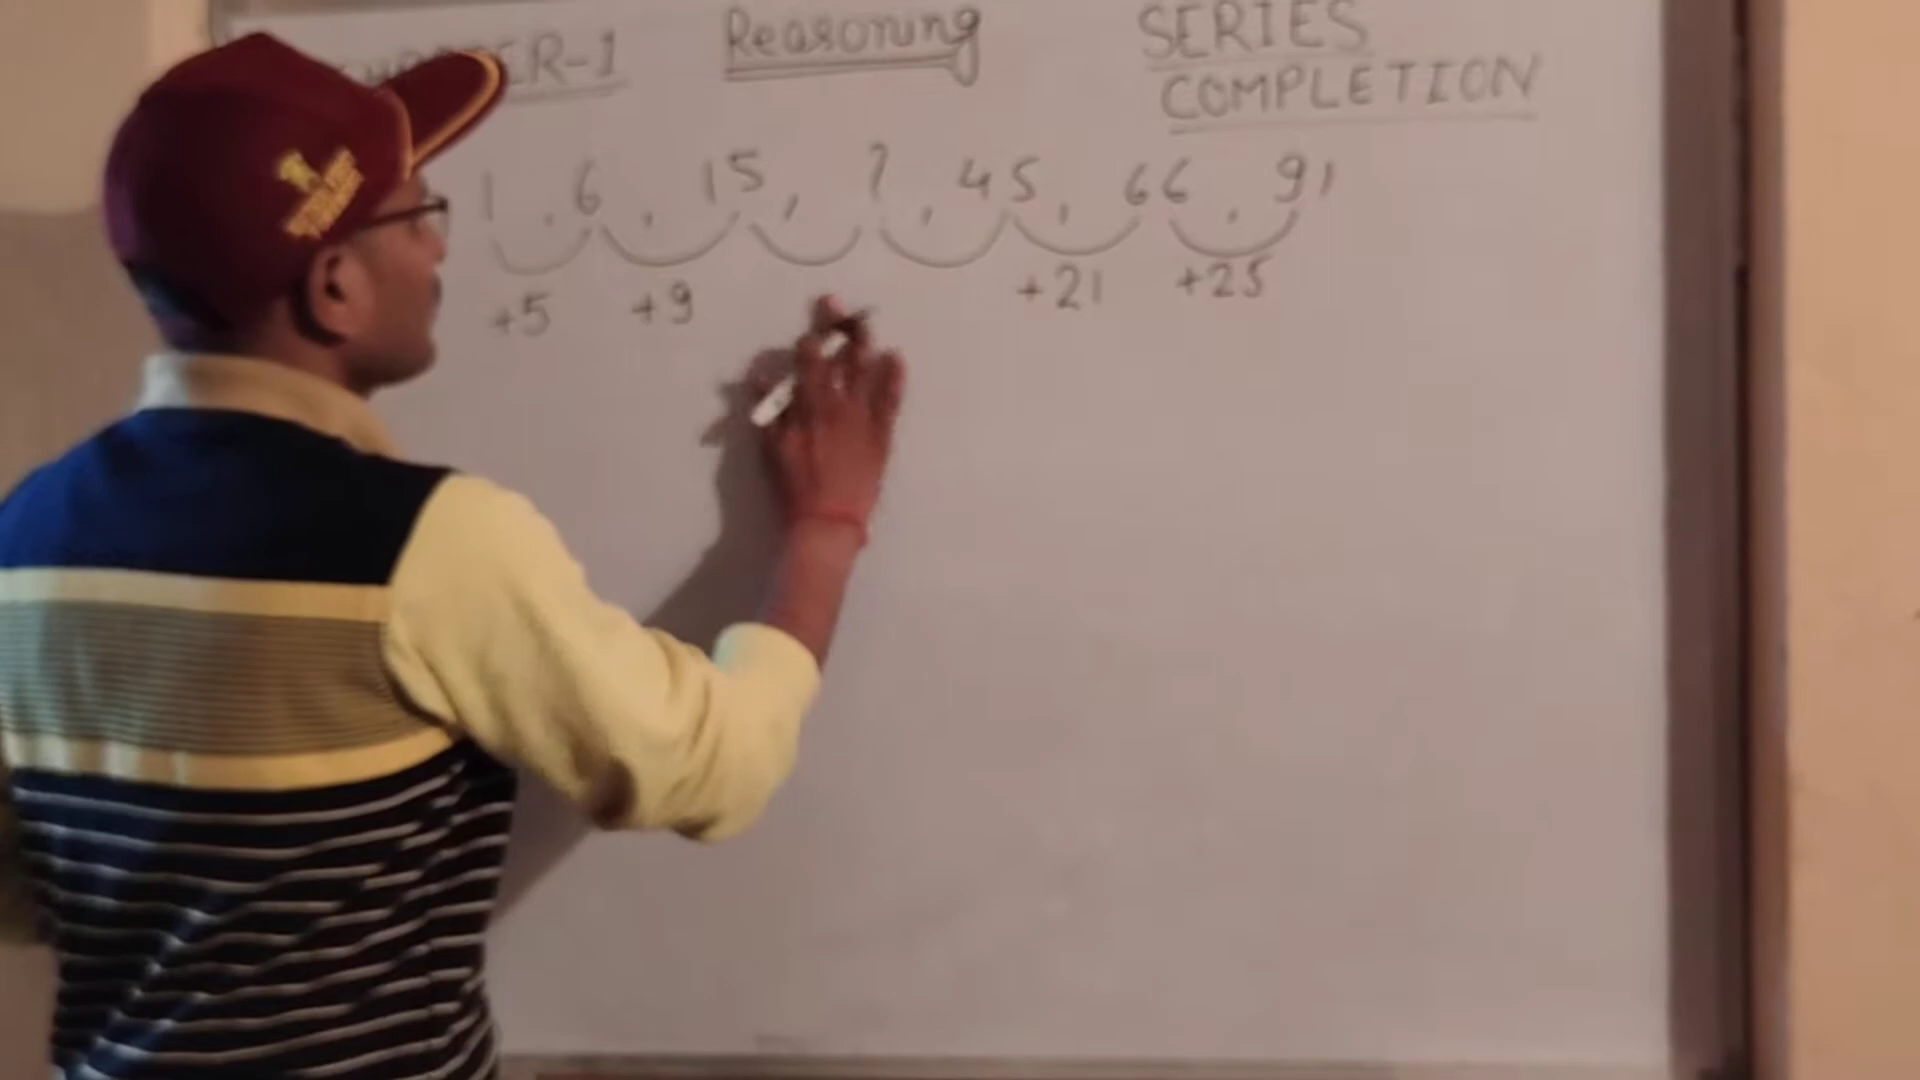 Reasoning
SERIES
COMPLETION
1, 6, 15, ?, 45, 66, 91,
+5 +9 +21 +25